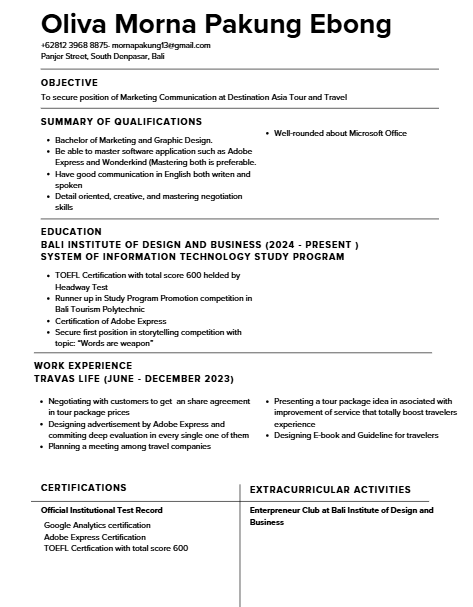 Oliva Morna Pakung Ebong
+62812 3968 8875- mornapakung13@gmail.com
Panjer Street, South Denpasar, Bali
OBJECTIVE
To secure position of Marketing Communication at Destination Asia Tour and Travel
SUMMARY OF QUALIFICATIONS
• Bachelor of Marketing and Graphic Design.
• Be able to master software application such as Adobe
Express and Wonderkind (Mastering both is preferable.
• Have good communication in English both writen and
spoken
• Detail oriented, creative, and mastering negotiation
skills
• Well-rounded about Microsoft Office
EDUCATION
BALI INSTITUTE OF DESIGN AND BUSINESS (2024 - PRESENT )
SYSTEM OF INFORMATION TECHNOLOGY STUDY PROGRAM
• TOEFL Certification with total score 600 helded by
Headway Test
• Runner up in Study Program Promotion competition in
Bali Tourism Polytechnic
• Certification of Adobe Express
• Secure first position in storytelling competition with
topic: “Words are weapon”
WORK EXPERIENCE
TRAVAS LIFE (JUNE - DECEMBER 2023)
• Negotiating with customers to get an share agreement
in tour package prices
• Designing advertisement by Adobe Express and
commiting deep evaluation in every single one of them
• Planning a meeting among travel companies
• Presenting a tour package idea in asociated with
improvement of service that totally boost travelers
experience
• Designing E-book and Guideline for travelers
CERTIFICATIONS
Official Institutional Test Record
Google Analytics certification
Adobe Express Certification
TOEFL Certfication with total score 600
EXTRACURRICULAR ACTIVITIES
Enterpreneur Club at Bali Institute of Design and
Business